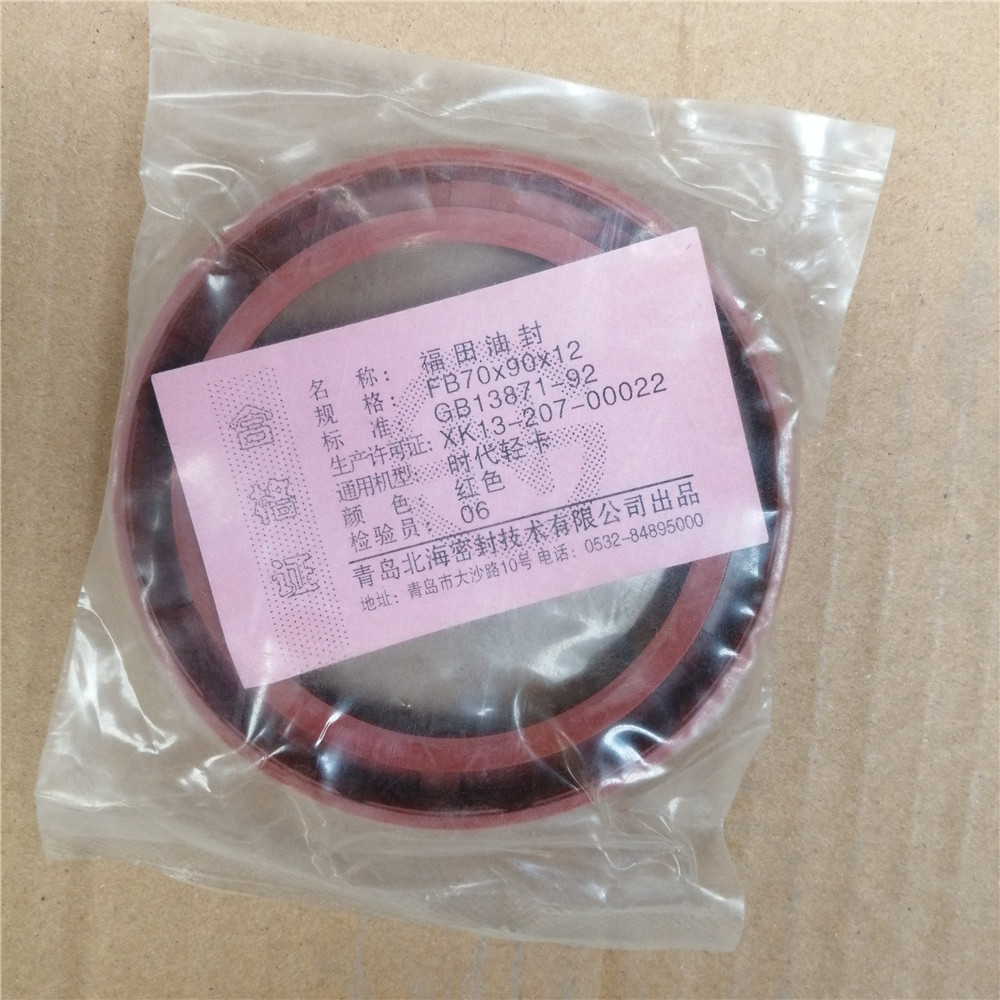 合格证
名 称： 福田油封
规 格： FB70x90x12
标 准 GB13871-92
生产许可证： XK13-207-00022
通用机型 时代轻卡
颜 色 红色
检验员： 06
青岛北海密封技术有限公司出品
地址：青岛市大沙路10号 电话：0532-84895000